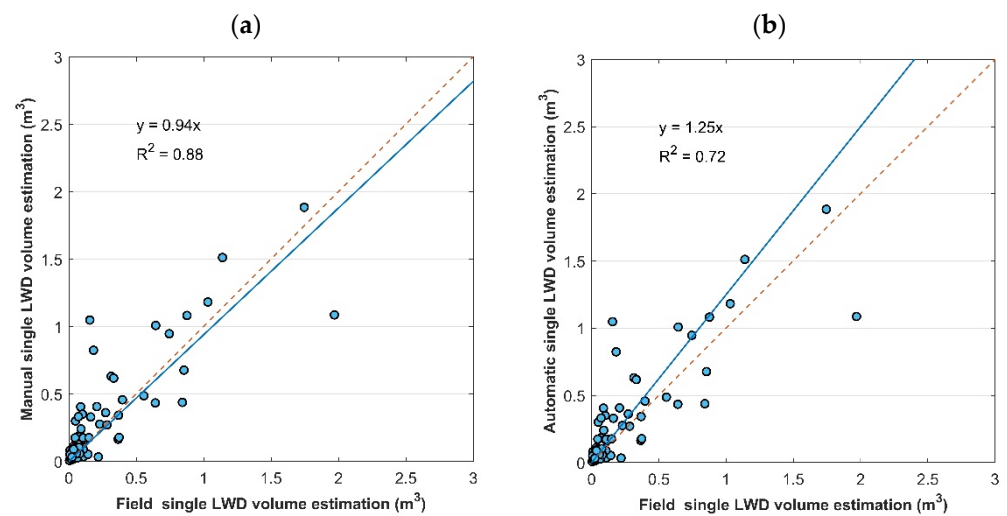 (a)
3
2.5
2
1.5
1
0.5
0
0 0.5 1 1.5 2 2.5 3
Manual single LWD volume estimation (m³)
y = 0.94x
R² = 0.88
Field single LWD volume estimation (m³)
(b)
3
2.5
2
1.5
1
0.5
0
0 0.5 1 1.5 2 2.5 3
Automatic single LWD volume estimation (m³)
y = 1.25x
R² = 0.72
Field single LWD volume estimation (m³)